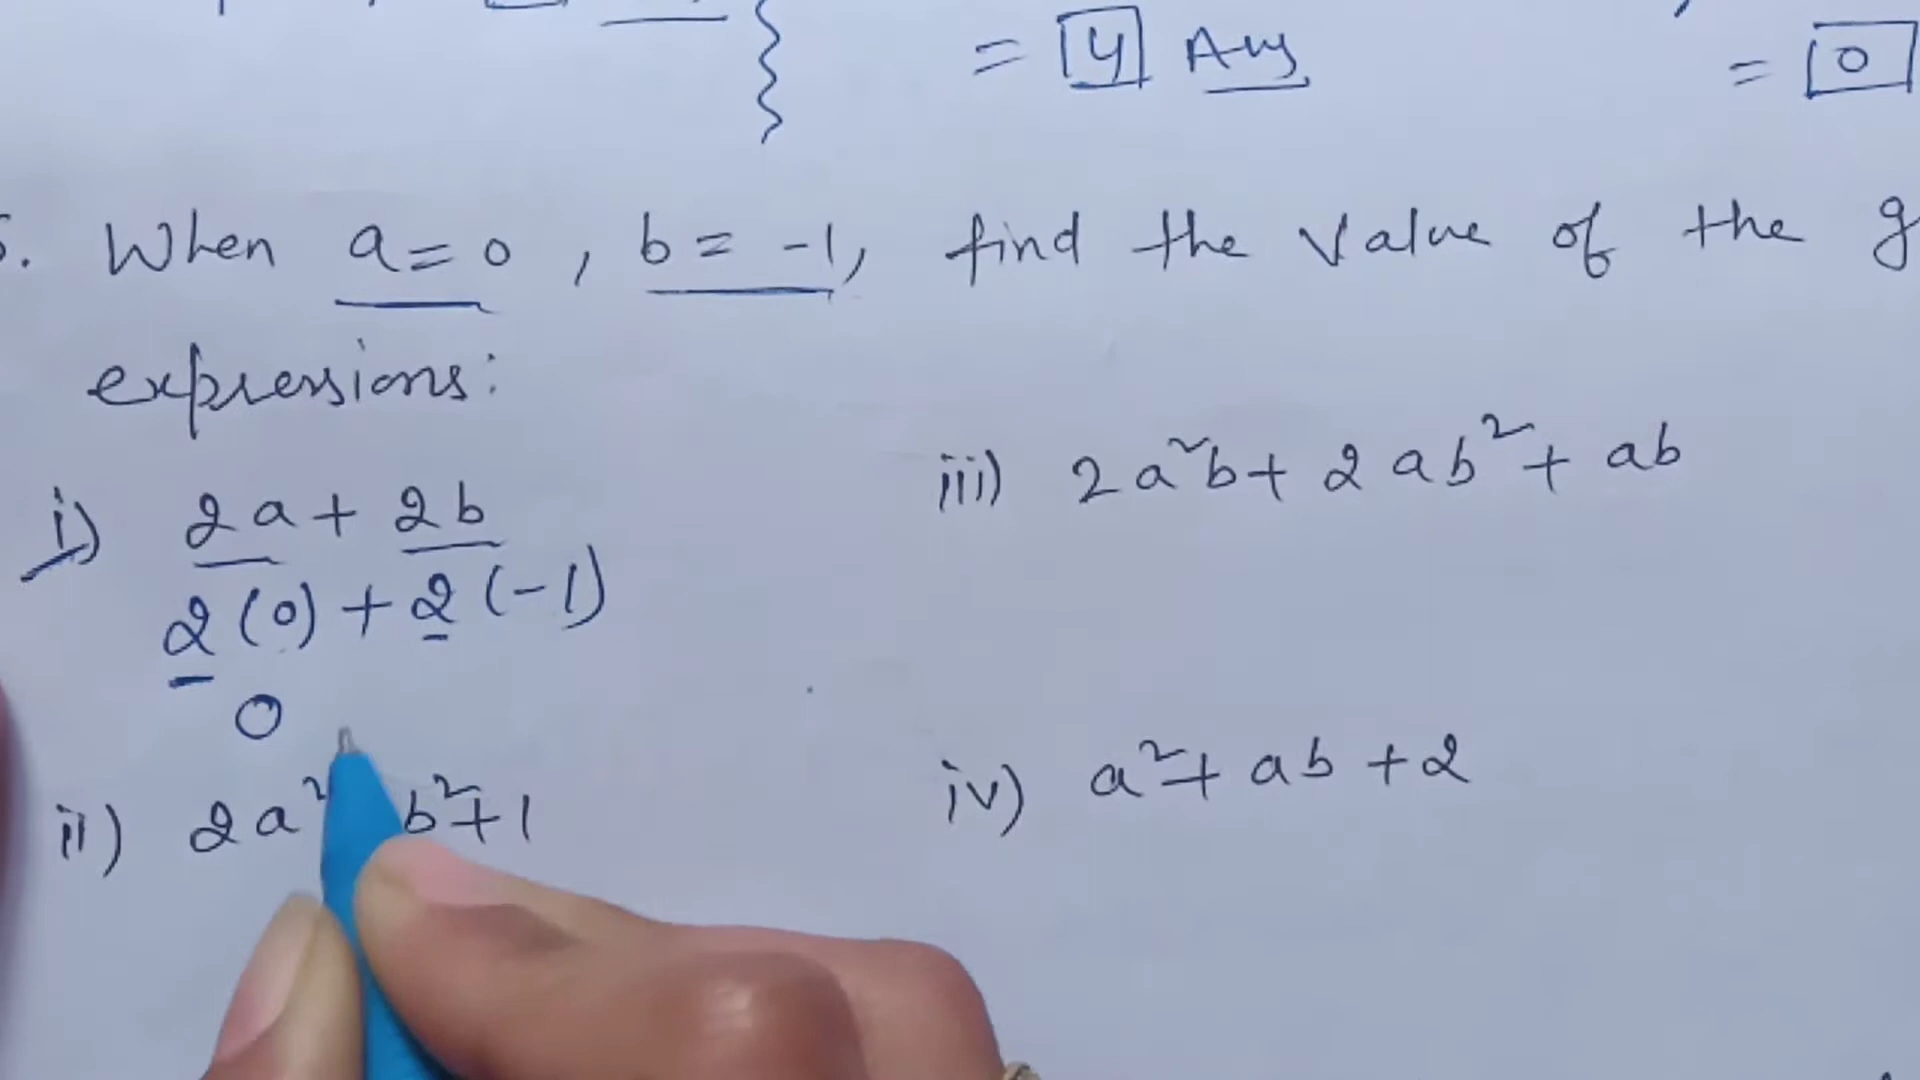 = 4 Ans
= 0
When a = 0, b = -1, find the value of the
expressions:
i) 2a + 2b
2(0) + 2(-1)
0
ii) 2a² b² + 1
iii) 2a²b + 2ab² + ab
iv) a² + ab + 2